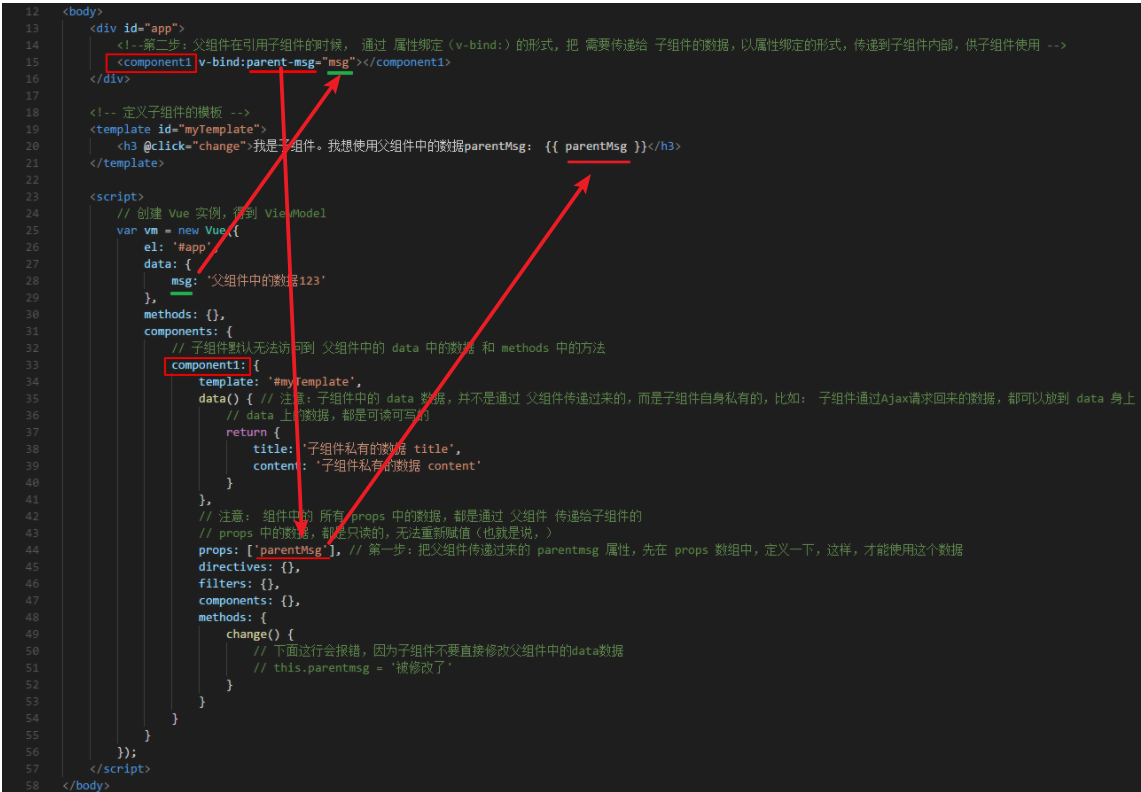 12 <body>
13 <div id="app">
14 <!--第二步：父组件在引用子组件的时候， 通过 属性绑定（v-bind:）的形式, 把 需要传递给 子组件的数据，以属性绑定的形式，传递到子组件内部，供子组件使用 -->
15 <component1 v-bind:parent-msg="msg"></component1>
16 </div>
17
18 <!-- 定义子组件的模板 -->
19 <template id="myTemplate">
20 <h3 @click="change">我是子组件。我想使用父组件中的数据parentMsg： {{ parentMsg }}</h3>
21 </template>
22
23 <script>
24 // 创建 Vue 实例，得到 ViewModel
25 var vm = new Vue({
26 el: '#app',
27 data: {
28 msg: '父组件中的数据123'
29 },
30 methods: {},
31 components: {
32 // 子组件默认无法访问到 父组件中的 data 中的数据 和 methods 中的方法
33 component1: {
34 template: '#myTemplate',
35 data() { // 注意：子组件中的 data 数据，并不是通过 父组件传递过来的，而是子组件自身私有的，比如： 子组件通过Ajax请求回来的数据，都可以放到 data 身上
36 // data 上的数据，都是可读可写的
37 return {
38 title: '子组件私有的数据 title',
39 content: '子组件私有的数据 content'
40 }
41 },
42 // 注意： 组件中的 所有 props 中的数据，都是通过 父组件 传递给子组件的
43 // props 中的数据，都是只读的，无法重新赋值（也就是说，）
44 props: ['parentMsg'], // 第一步：把父组件传递过来的 parentmsg 属性，先在 props 数组中，定义一下，这样，才能使用这个数据
45 directives: {},
46 filters: {},
47 components: {},
48 methods: {
49 change() {
50 // 下面这行会报错，因为子组件不要直接修改父组件中的data数据
51 // this.parentmsg = '被修改了'
52 }
53 }
54 }
55 }
56 });
57 </script>
58 </body>